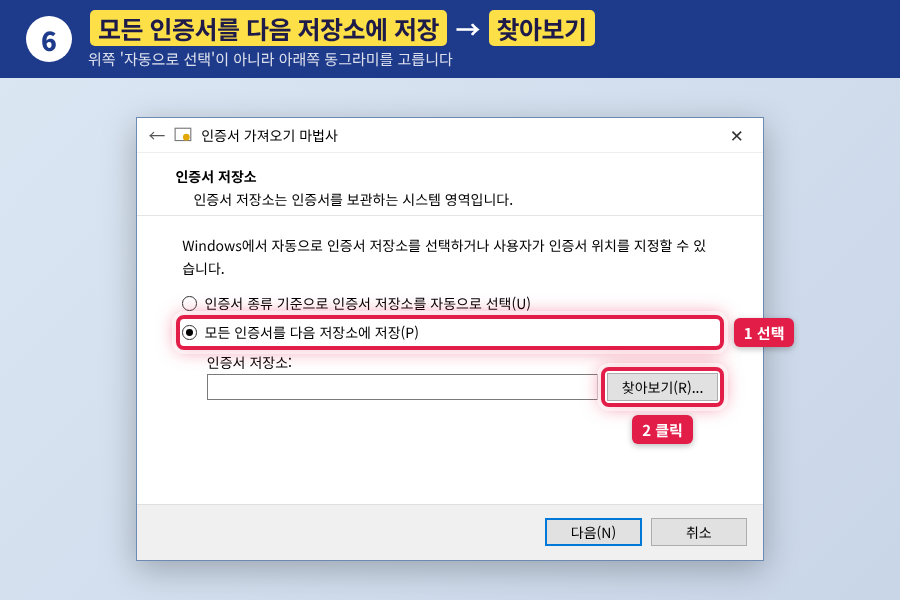 6
모든 인증서를 다음 저장소에 저장 → 찾아보기
위쪽 '자동으로 선택'이 아니라 아래쪽 동그라미를 고릅니다
← 인증서 가져오기 마법사 ✕
인증서 저장소
인증서 저장소는 인증서를 보관하는 시스템 영역입니다.
Windows에서 자동으로 인증서 저장소를 선택하거나 사용자가 인증서 위치를 지정할 수 있
습니다.
인증서 종류 기준으로 인증서 저장소를 자동으로 선택(U)
모든 인증서를 다음 저장소에 저장(P)
1 선택
인증서 저장소:
찾아보기(R)...
2 클릭
다음(N)
취소